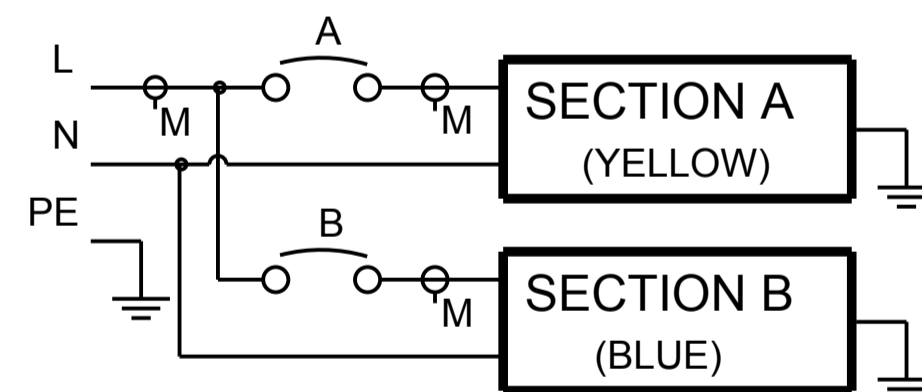 L
A
M
M
SECTION A
N
(YELLOW)
PE
B
M
SECTION B
(BLUE)